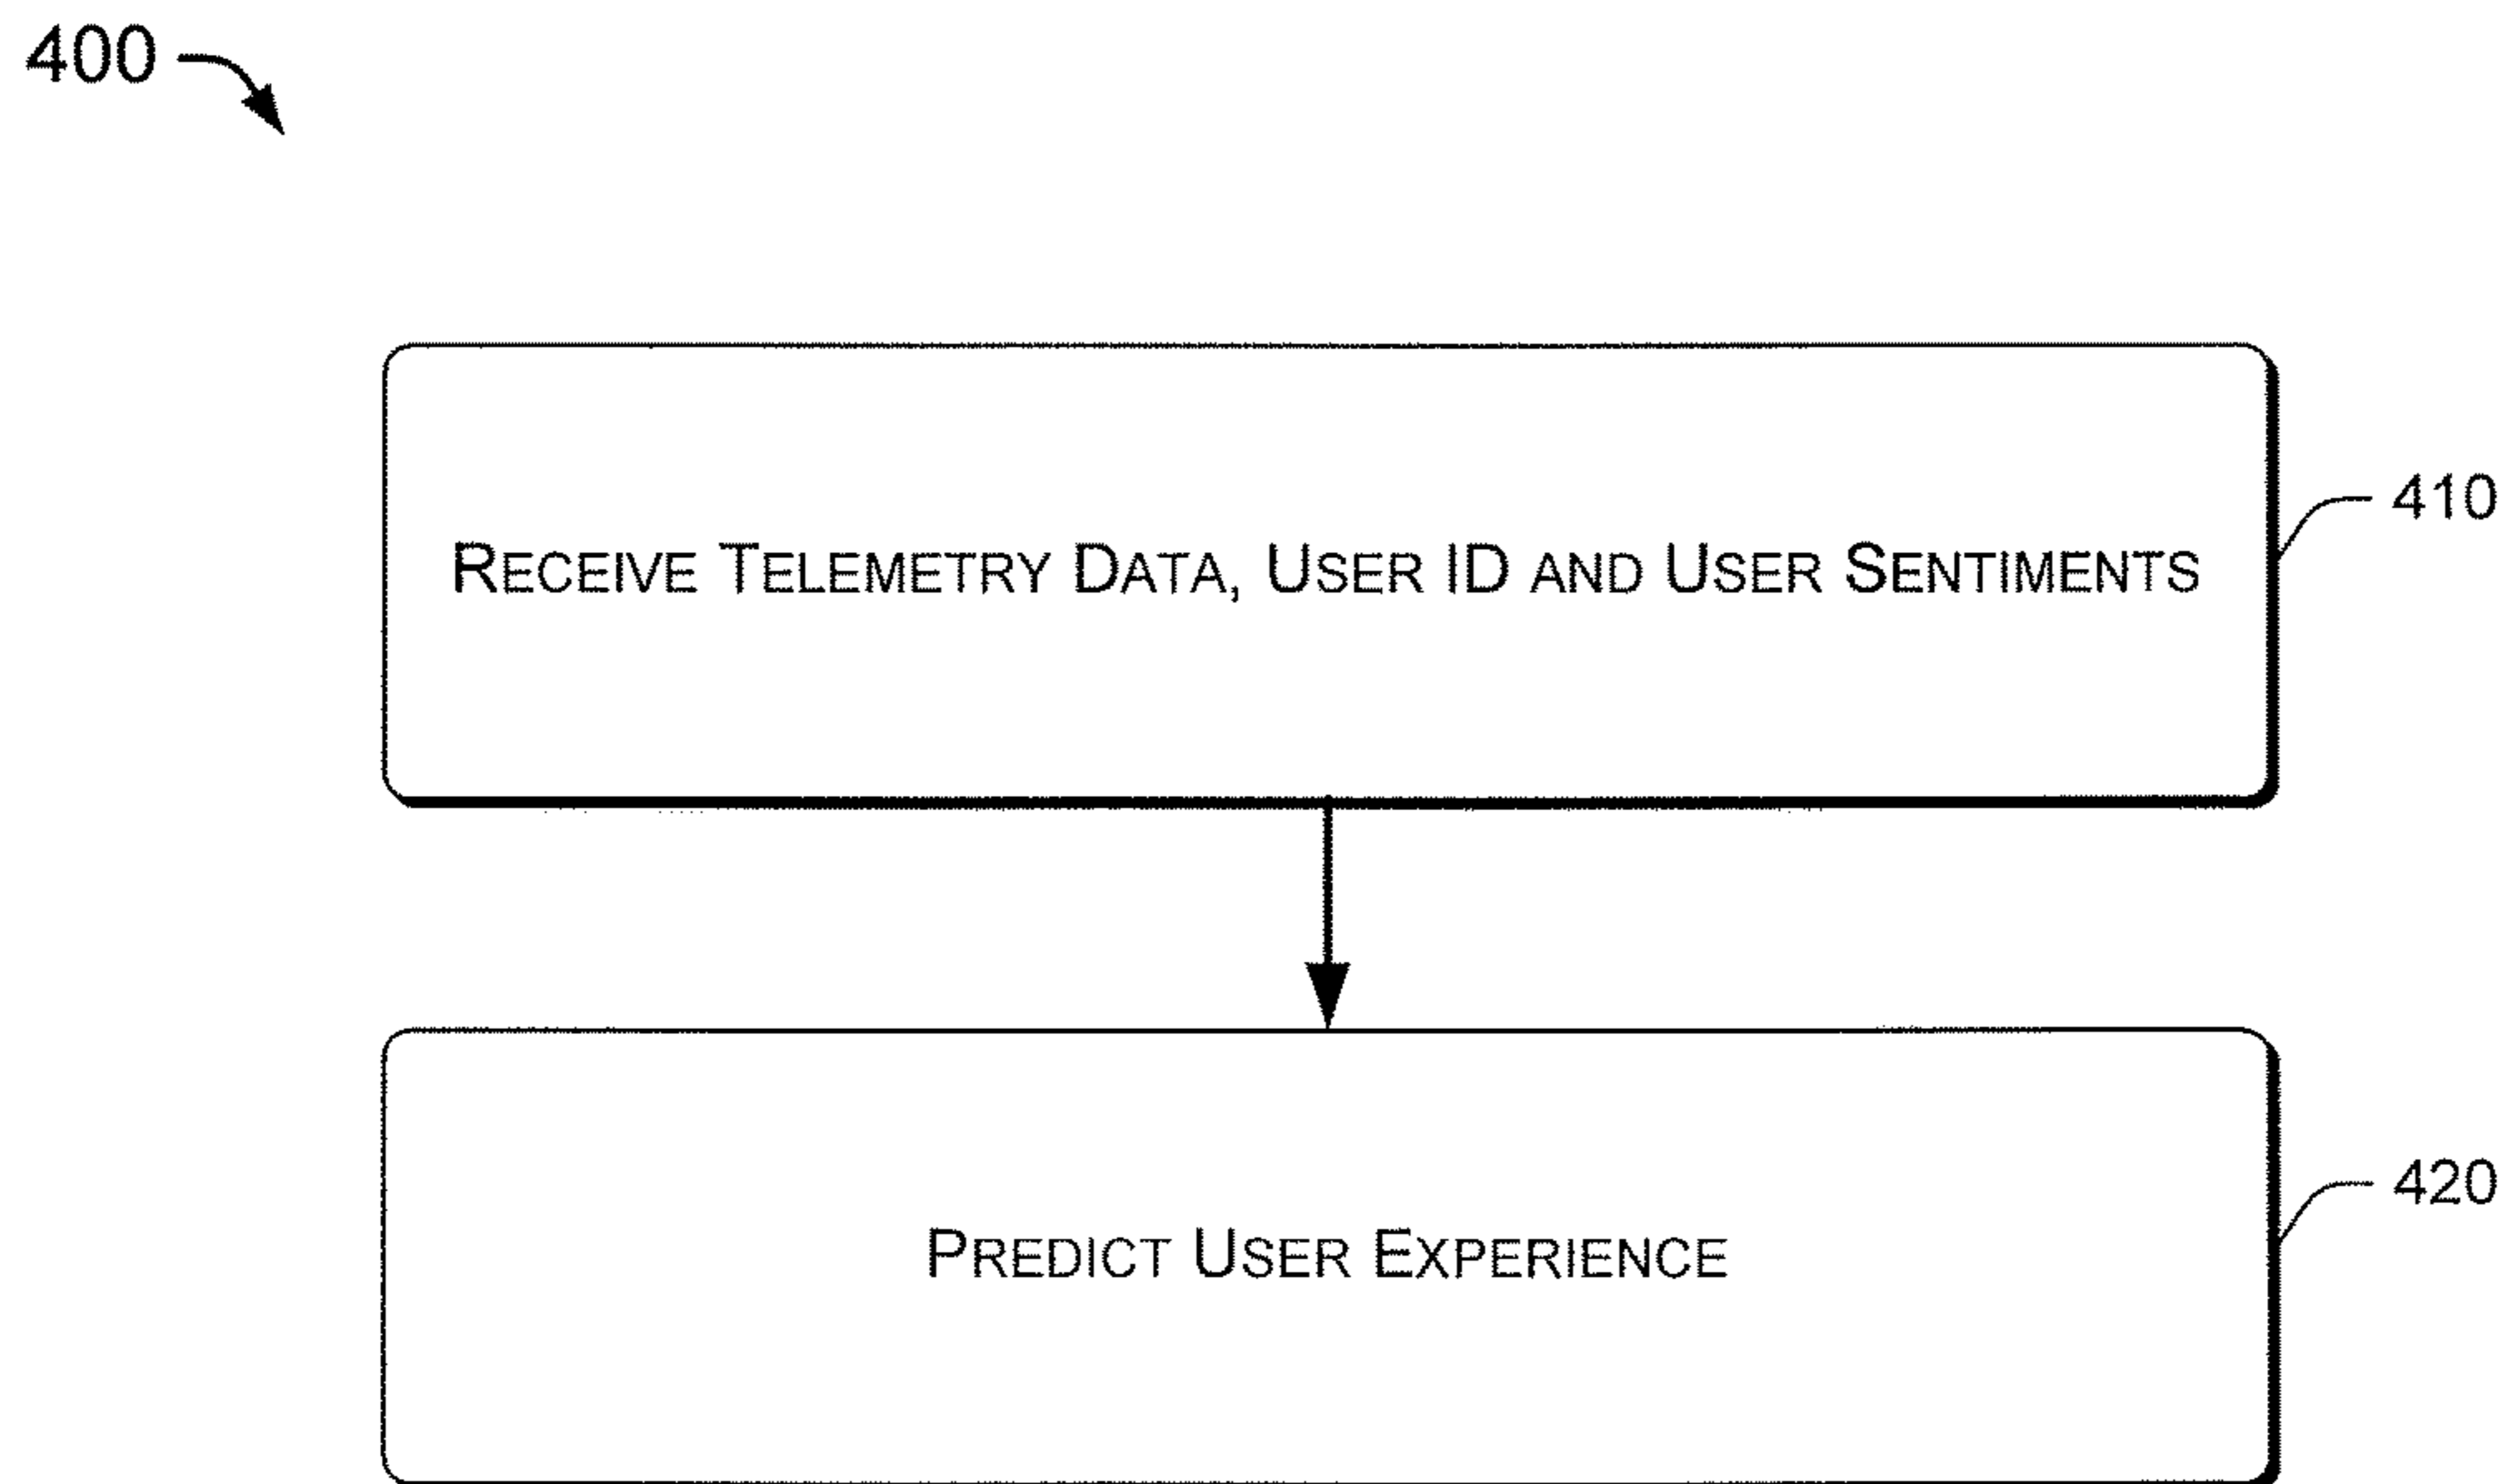 400
RECEIVE TELEMETRY DATA, USER ID AND USER SENTIMENTS
410
PREDICT USER EXPERIENCE
420